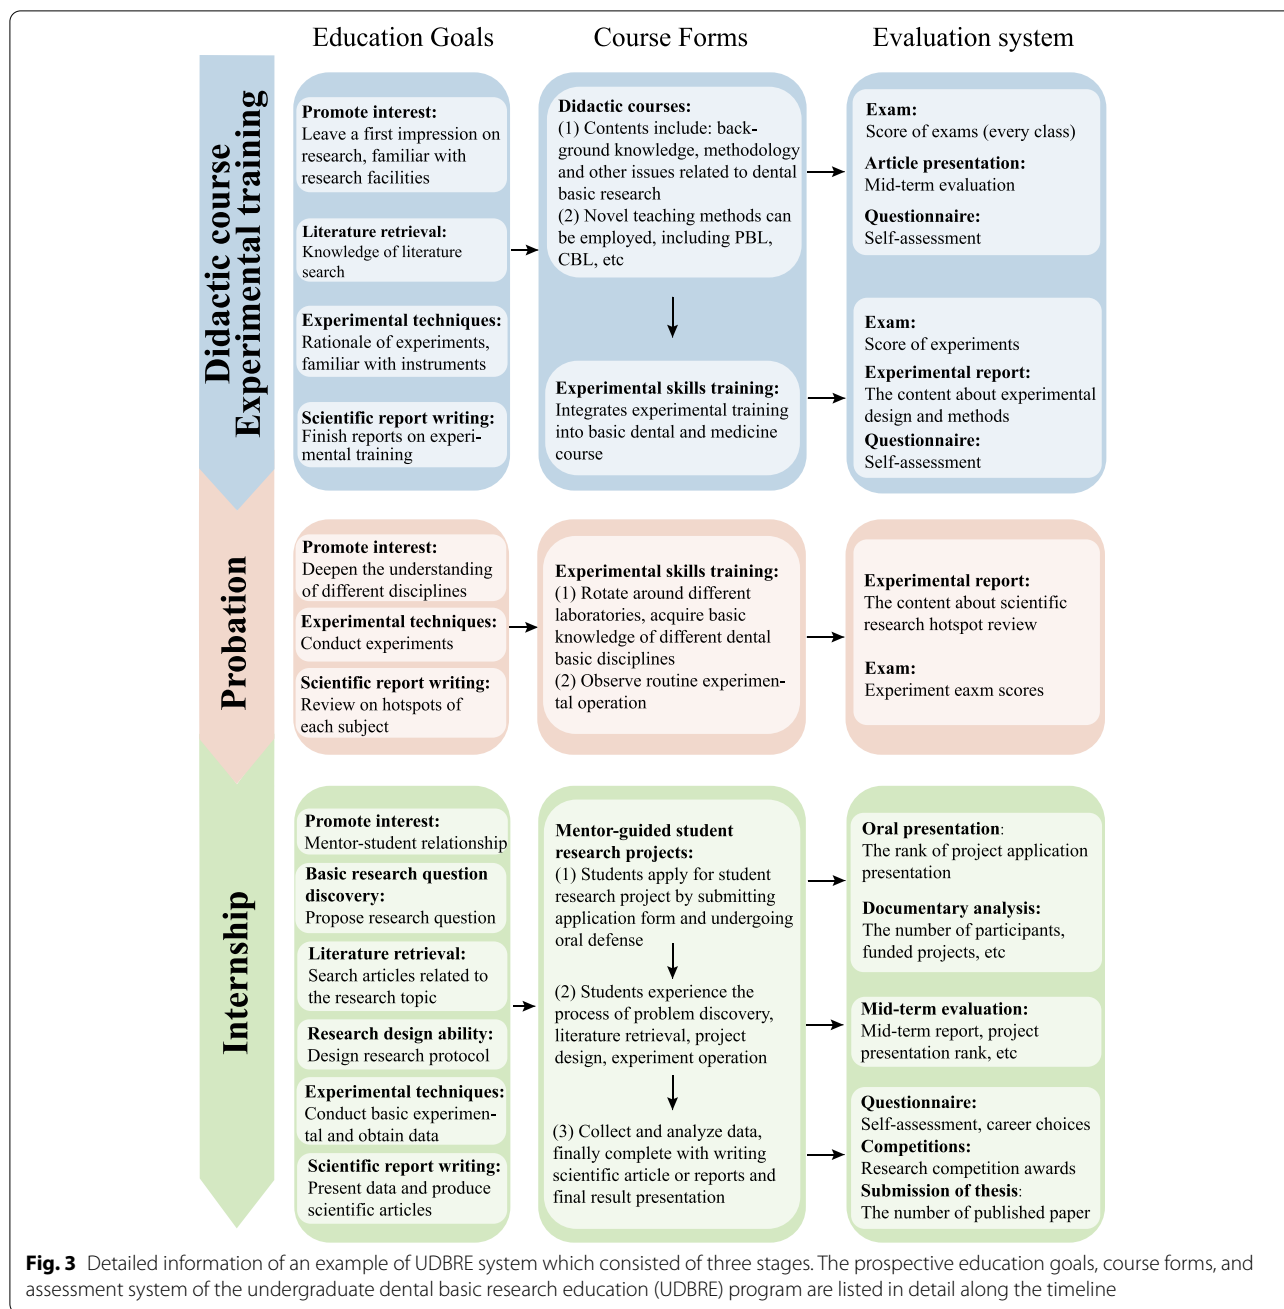 Education Goals
Course Forms
Evaluation system
Didactic course
Experimental training
Promote interest:
Leave a first impression on
research, familiar with
research facilities
Literature retrieval:
Knowledge of literature
search
Experimental techniques:
Rationale of experiments,
familiar with instruments
Scientific report writing:
Finish reports on experi-
mental training
Didactic courses:
(1) Contents include: back-
ground knowledge, methodology
and other issues related to dental
basic research
(2) Novel teaching methods can
be employed, including PBL,
CBL, etc
Experimental skills training:
Integrates experimental training
into basic dental and medicine
course
Exam:
Score of exams (every class)
Article presentation:
Mid-term evaluation
Questionnaire:
Self-assessment
Exam:
Score of experiments
Experimental report:
The content about experimental
design and methods
Questionnaire:
Self-assessment
Probation
Promote interest:
Deepen the understanding
of different disciplines
Experimental techniques:
Conduct experiments
Scientific report writing:
Review on hotspots of
each subject
Experimental skills training:
(1) Rotate around different
laboratories, acquire basic
knowledge of different dental
basic disciplines
(2) Observe routine experimen-
tal operation
Experimental report:
The content about scientific
research hotspot review
Exam:
Experiment eaxm scores
Internship
Promote interest:
Mentor-student relationship
Basic research question
discovery:
Propose research question
Literature retrieval:
Search articles related to
the research topic
Research design ability:
Design research protocol
Experimental techniques:
Conduct basic experimen-
tal and obtain data
Scientific report writing:
Present data and produce
scientific articles
Mentor-guided student
research projects:
(1) Students apply for student
research project by submitting
application form and undergoing
oral defense
(2) Students experience the
process of problem discovery,
literature retrieval, project
design, experiment operation
(3) Collect and analyze data,
finally complete with writing
scientific article or reports and
final result presentation
Oral presentation:
The rank of project application
presentation
Documentary analysis:
The number of participants,
funded projects, etc
Mid-term evaluation:
Mid-term report, project
presentation rank, etc
Questionnaire:
Self-assessment, career choices
Competitions:
Research competition awards
Submission of thesis:
The number of published paper
Fig. 3 Detailed information of an example of UDBRE system which consisted of three stages. The prospective education goals, course forms, and
assessment system of the undergraduate dental basic research education (UDBRE) program are listed in detail along the timeline